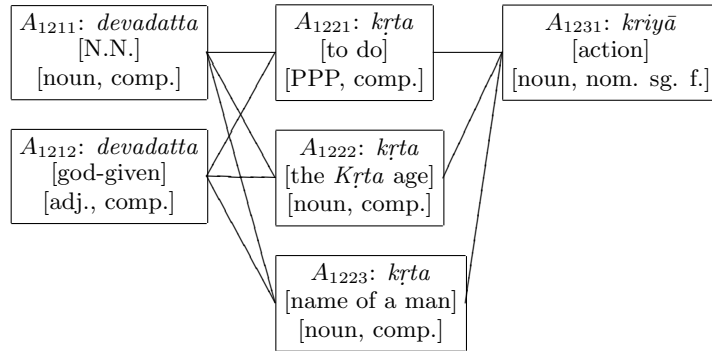 A1211: devadatta
[N.N.]
[noun, comp.]
A1221: kṛta
[to do]
[PPP, comp.]
A1231: kriyā
[action]
[noun, nom. sg. f.]
A1212: devadatta
[god-given]
[adj., comp.]
A1222: kṛta
[the Kṛta age]
[noun, comp.]
A1223: kṛta
[name of a man]
[noun, comp.]